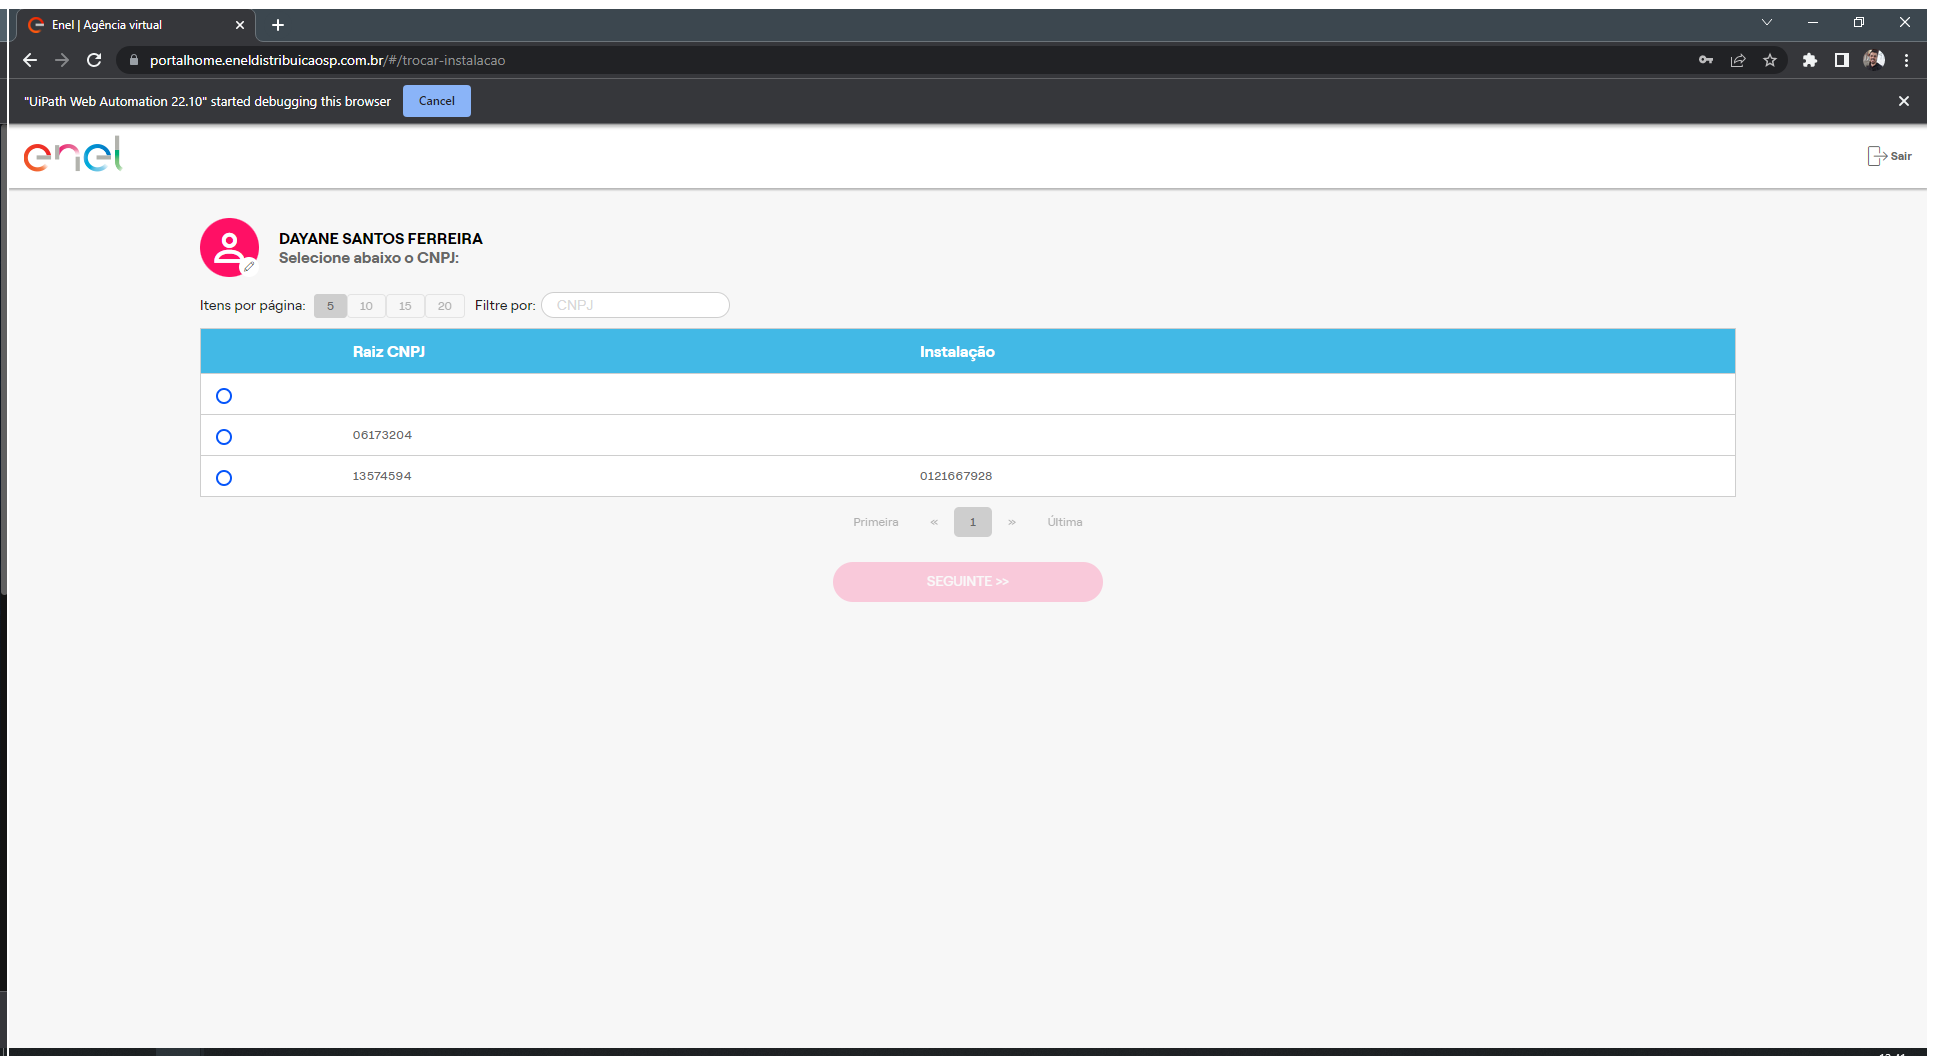 Enel | Agência virtual
portalhome.eneldistribuicaosp.com.br/#/trocar-instalacao
"UiPath Web Automation 22.10" started debugging this browser Cancel
enel
Sair
DAYANE SANTOS FERREIRA
Selecione abaixo o CNPJ:
Itens por página: 5 10 15 20 Filtre por: CNPJ
Raiz CNPJ Instalação
06173204
13574594 0121667928
Primeira « 1 » Última
SEGUINTE >>